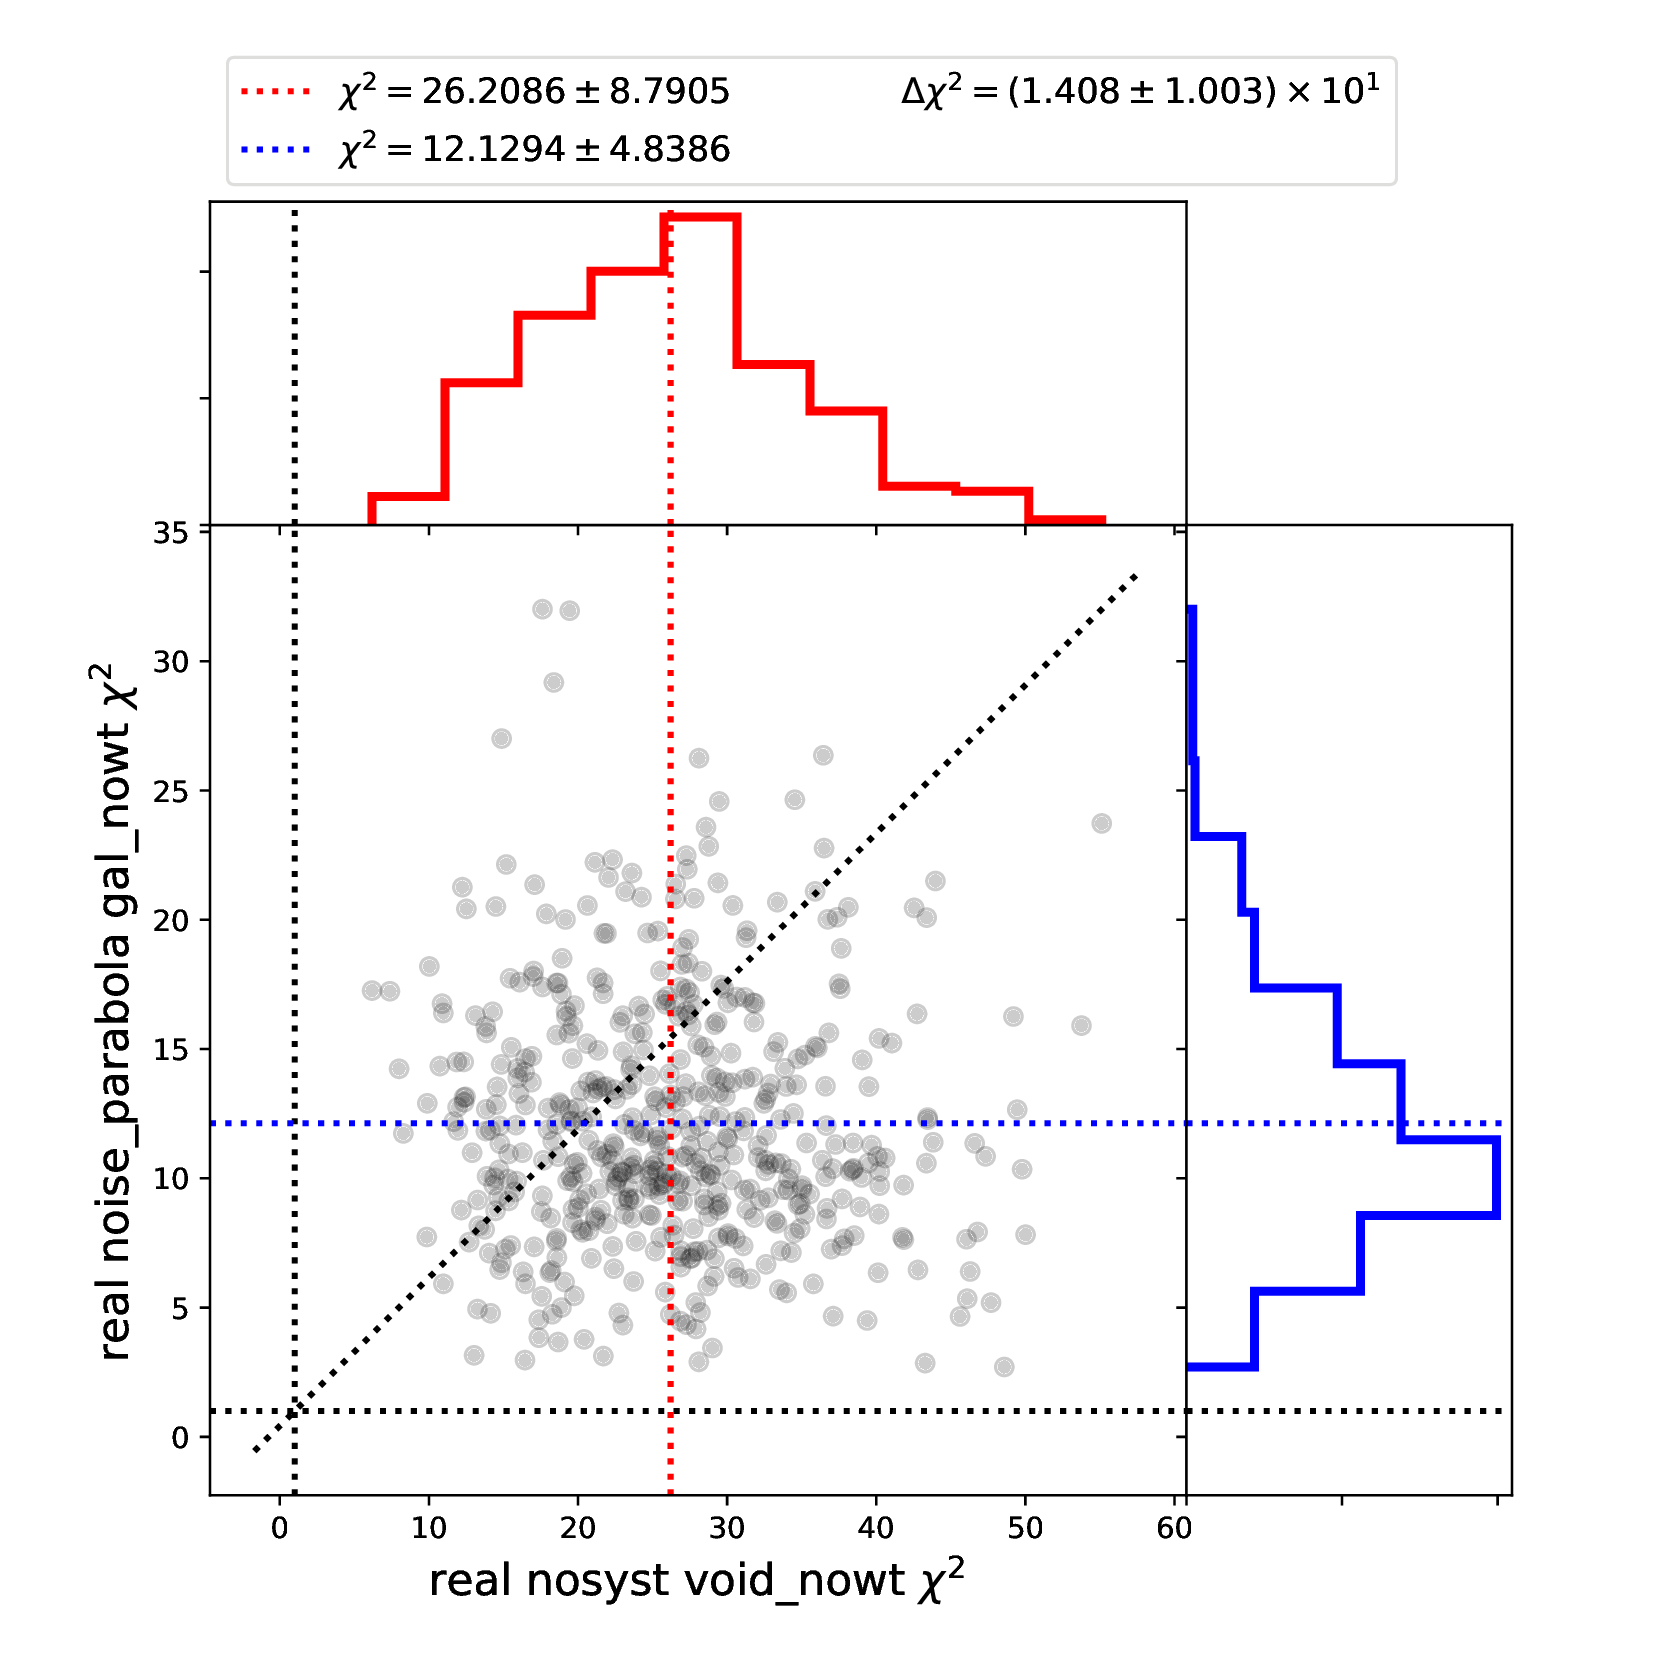 χ² = 26.2086 ± 8.7905
Δχ² = (1.408 ± 1.003) × 10¹
χ² = 12.1294 ± 4.8386
35
30
25
20
15
10
5
0
real noise_parabola gal_nowt χ²
0 10 20 30 40 50 60
real nosyst void_nowt χ²